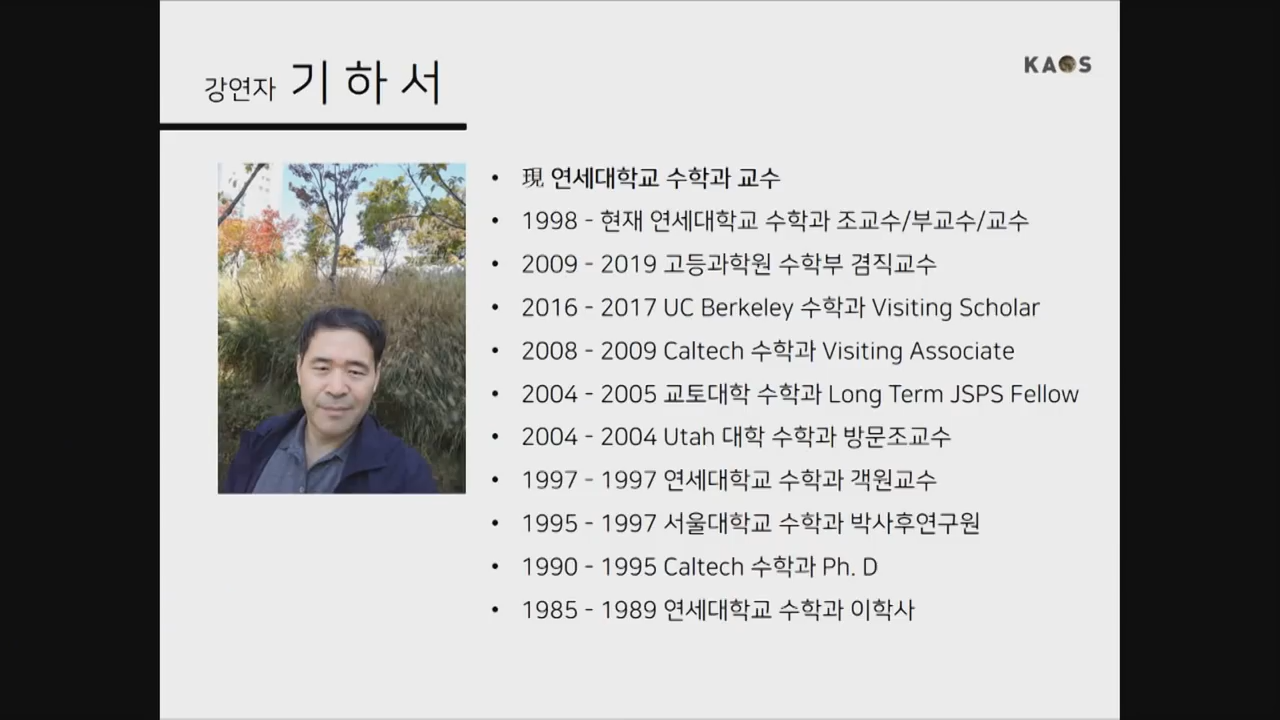 강연자 기하서
KAOS
• 現 연세대학교 수학과 교수
• 1998 - 현재 연세대학교 수학과 조교수/부교수/교수
• 2009 - 2019 고등과학원 수학부 겸직교수
• 2016 - 2017 UC Berkeley 수학과 Visiting Scholar
• 2008 - 2009 Caltech 수학과 Visiting Associate
• 2004 - 2005 교토대학 수학과 Long Term JSPS Fellow
• 2004 - 2004 Utah 대학 수학과 방문조교수
• 1997 - 1997 연세대학교 수학과 객원교수
• 1995 - 1997 서울대학교 수학과 박사후연구원
• 1990 - 1995 Caltech 수학과 Ph. D
• 1985 - 1989 연세대학교 수학과 이학사